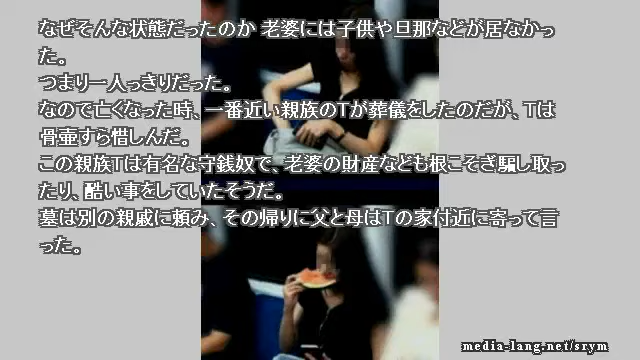 なぜそんな状態だったのか 老婆には子供や旦那などが居なかっ
た。
つまり一人っきりだった。
なので亡くなった時、一番近い親族のTが葬儀をしたのだが、Tは
骨壷すら惜しんだ。
この親族Tは有名な守銭奴で、老婆の財産なども根こそぎ騙し取っ
たり、酷い事をしていたそうだ。
墓は別の親戚に頼み、その帰りに父と母はTの家付近に寄って言
った。
media-lang.net/srym